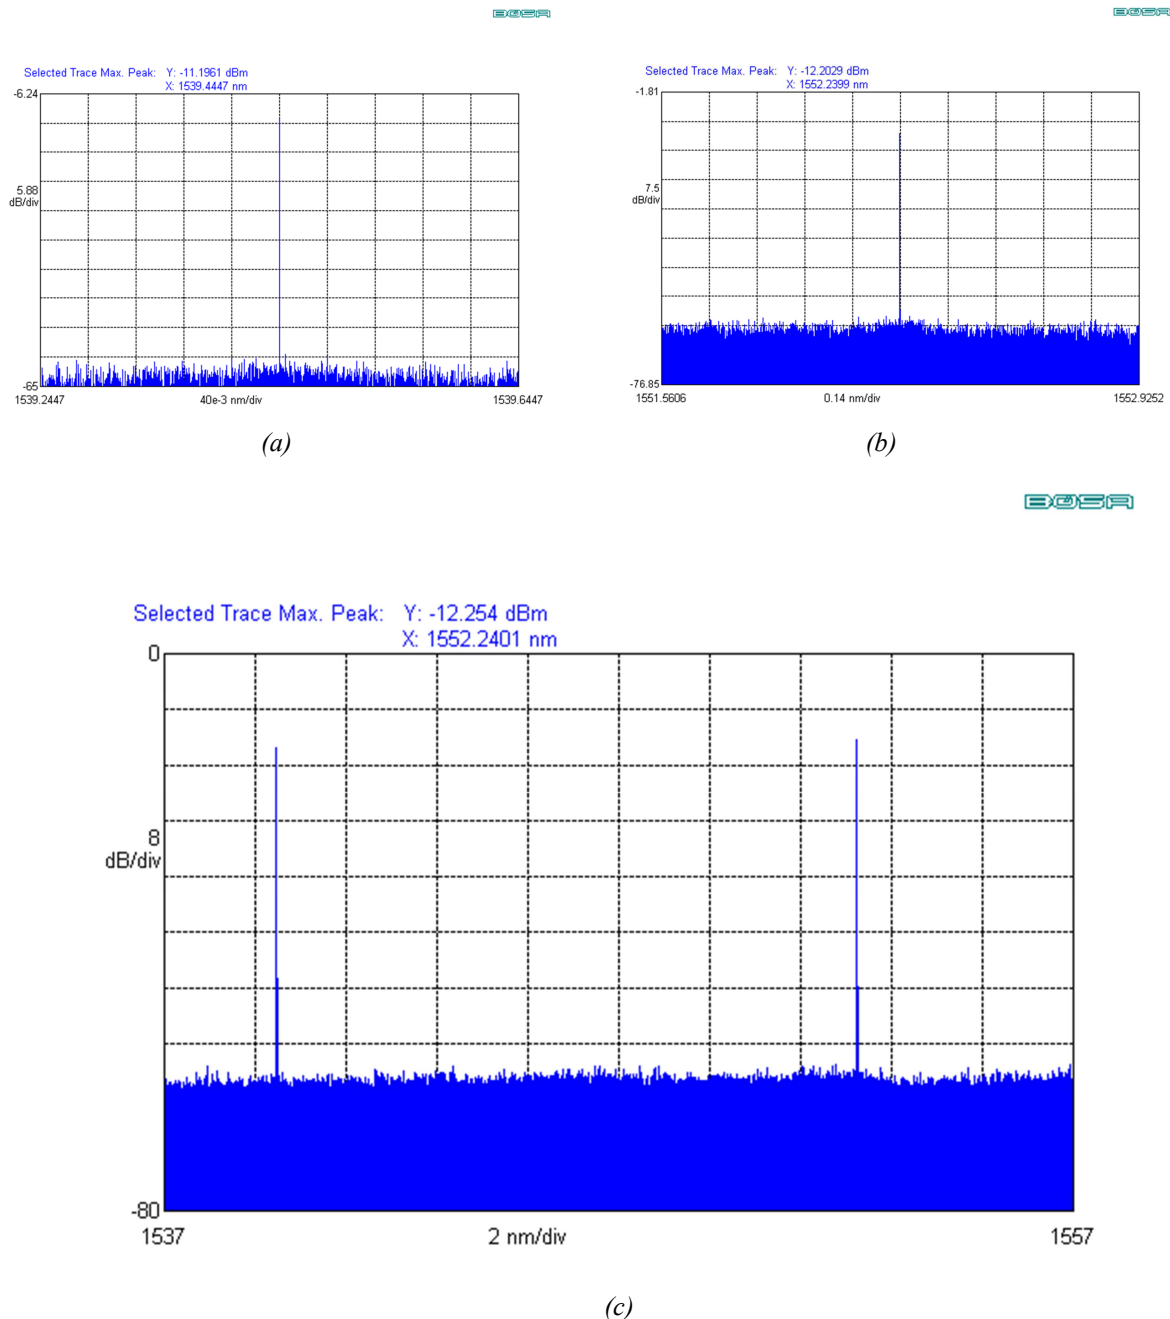 BOSA
Selected Trace Max. Peak: Y: -11.1961 dBm
X: 1539.4447 nm
-6.24
5.88
dB/div
-65
1539.2447 40e-3 nm/div 1539.6447
(a)
BOSA
Selected Trace Max. Peak: Y: -12.2029 dBm
X: 1552.2399 nm
-1.81
7.5
dB/div
-76.85
1551.5606 0.14 nm/div 1552.9252
(b)
BOSA
Selected Trace Max. Peak: Y: -12.254 dBm
X: 1552.2401 nm
0
8
dB/div
-80
1537 2 nm/div 1557
(c)